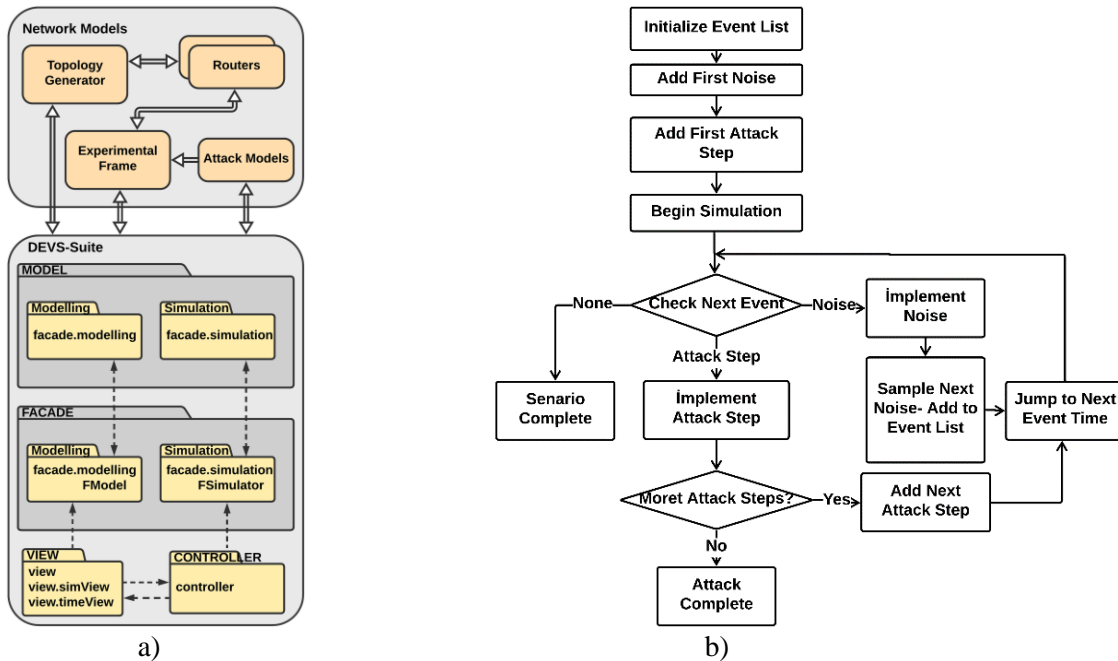 Network Models
Topology
Generator
Routers
Experimental
Frame
Attack Models
DEVS-Suite
MODEL
Modelling
facade.modelling
Simulation
facade.simulation
FACADE
Modelling
facade.modelling
FModel
Simulation
facade.simulation
FSimulator
VIEW
view
view.simView
view.timeView
CONTROLLER
controller
a)
Initialize Event List
Add First Noise
Add First Attack
Step
Begin Simulation
Check Next Event
None
Noise
Attack Step
Senario
Complete
İmplement
Attack Step
İmplement
Noise
Sample Next
Noise- Add to
Event List
Jump to Next
Event Time
Moret Attack Steps?
Yes
Add Next
Attack Step
No
Attack
Complete
b)